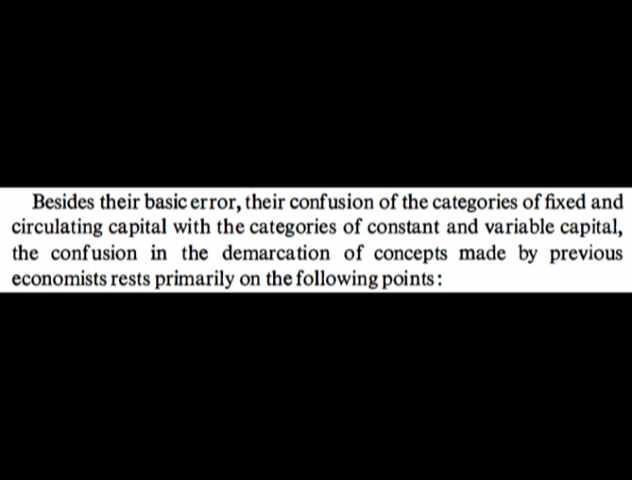 Besides their basic error, their confusion of the categories of fixed and
circulating capital with the categories of constant and variable capital,
the confusion in the demarcation of concepts made by previous
economists rests primarily on the following points: